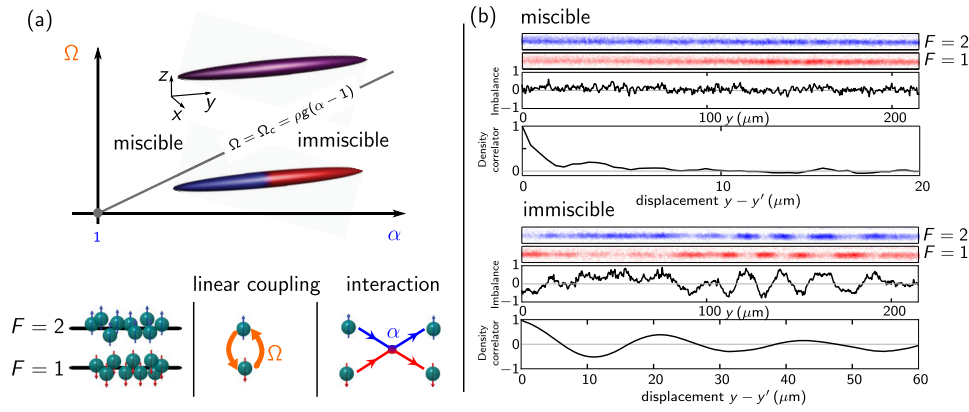 (a)
Ω
z
y
x
Ω = Ω_c = ρg(α − 1)
miscible
immiscible
1
α
linear coupling
interaction
F = 2
F = 1
Ω
α
(b)
miscible
F = 2
F = 1
Imbalance
1
0
−1
100
200
y (μm)
Density
correlator
1
0
0
10
20
displacement y − y′ (μm)
immiscible
F = 2
F = 1
Imbalance
1
0
−1
100
200
y (μm)
Density
correlator
1
0
−1
0
10
20
30
40
50
60
displacement y − y′ (μm)